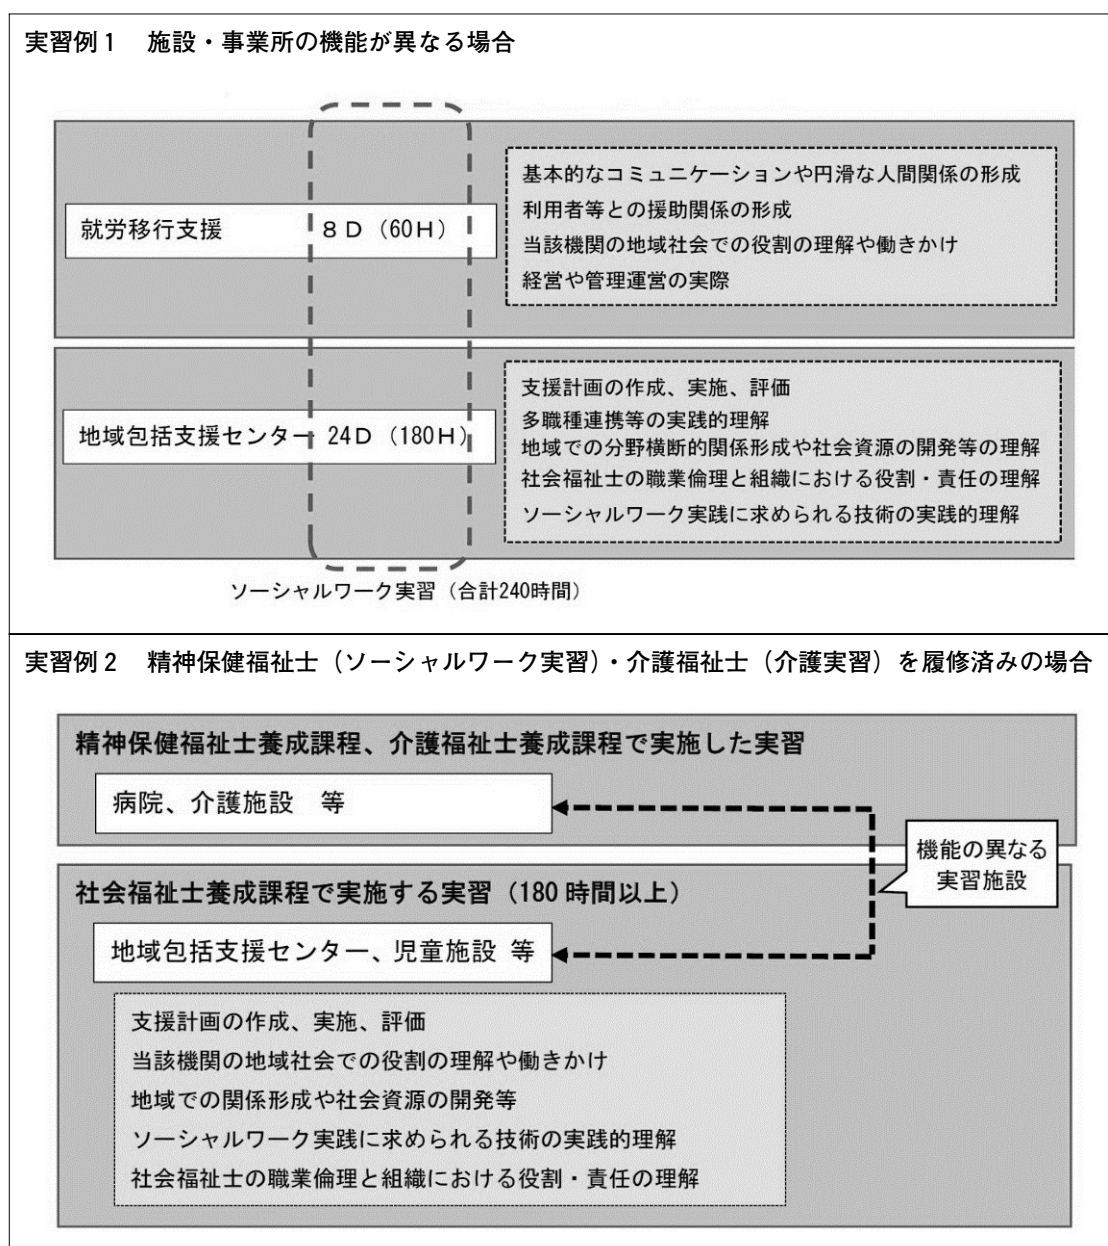 実習例1 施設・事業所の機能が異なる場合
就労移行支援 8D(60H)
基本的なコミュニケーションや円滑な人間関係の形成
利用者等との援助関係の形成
当該機関の地域社会での役割の理解や働きかけ
経営や管理運営の実際
地域包括支援センター 24D(180H)
支援計画の作成、実施、評価
多職種連携等の実践的理解
地域での分野横断的関係形成や社会資源の開発等の理解
社会福祉士の職業倫理と組織における役割・責任の理解
ソーシャルワーク実践に求められる技術の実践的理解
ソーシャルワーク実習(合計240時間)
実習例2 精神保健福祉士(ソーシャルワーク実習)・介護福祉士(介護実習)を履修済みの場合
精神保健福祉士養成課程、介護福祉士養成課程で実施した実習
病院、介護施設 等
機能の異なる
実習施設
社会福祉士養成課程で実施する実習(180時間以上)
地域包括支援センター、児童施設 等
支援計画の作成、実施、評価
当該機関の地域社会での役割の理解や働きかけ
地域での関係形成や社会資源の開発等
ソーシャルワーク実践に求められる技術の実践的理解
社会福祉士の職業倫理と組織における役割・責任の理解